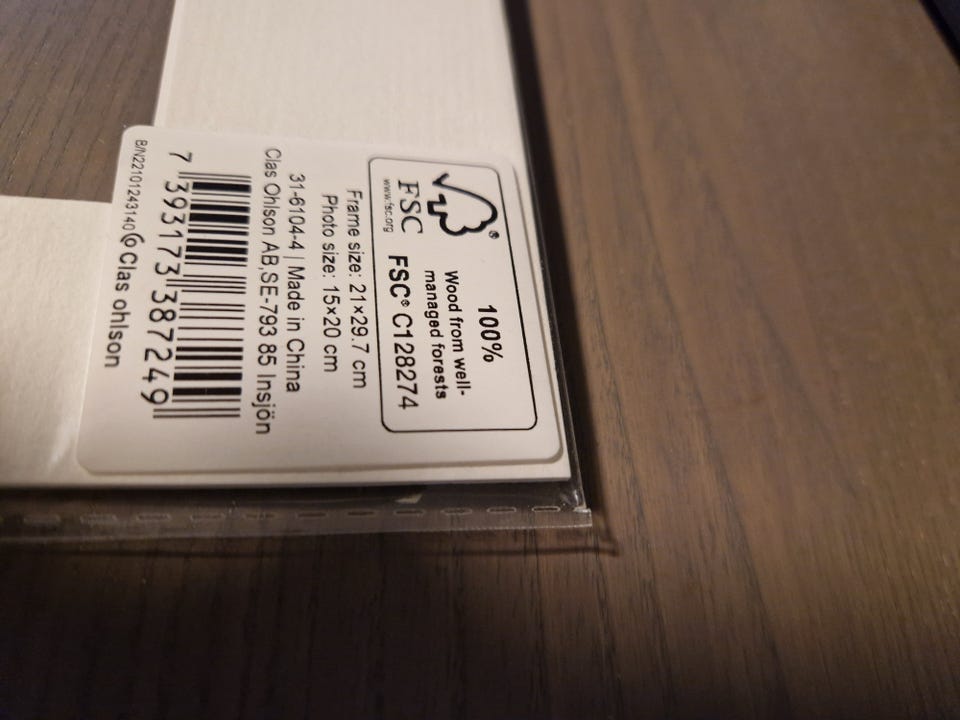 FSC®
www.fsc.org
100%
Wood from well-
managed forests
FSC® C128274
Frame size: 21×29.7 cm
Photo size: 15×20 cm
31-6104-4 | Made in China
Clas Ohlson AB,SE-793 85 Insjön
7 393173 387249
B/N22101243140 Clas ohlson